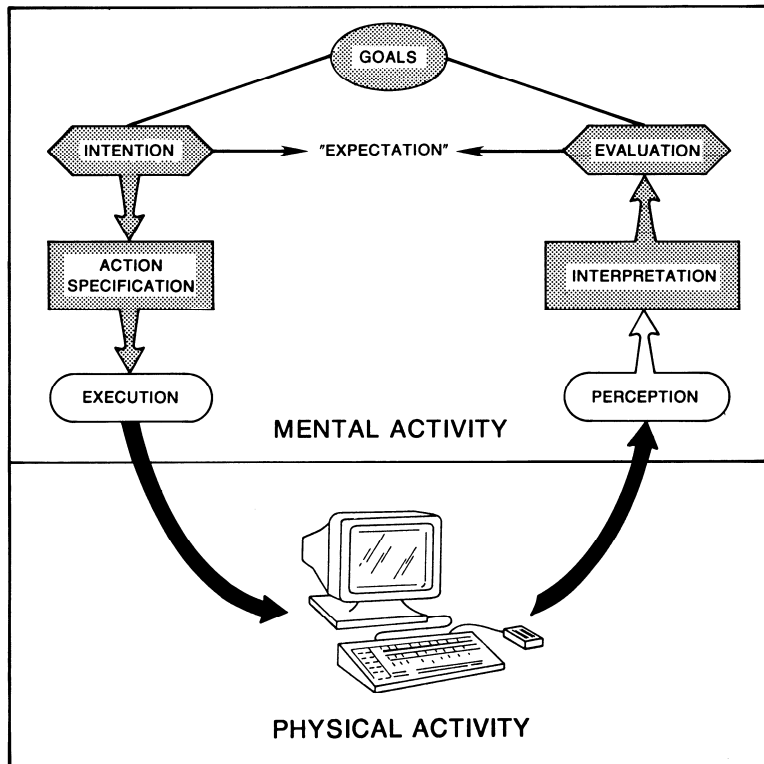 GOALS
INTENTION
"EXPECTATION"
EVALUATION
ACTION
SPECIFICATION
INTERPRETATION
EXECUTION
PERCEPTION
MENTAL ACTIVITY
PHYSICAL ACTIVITY